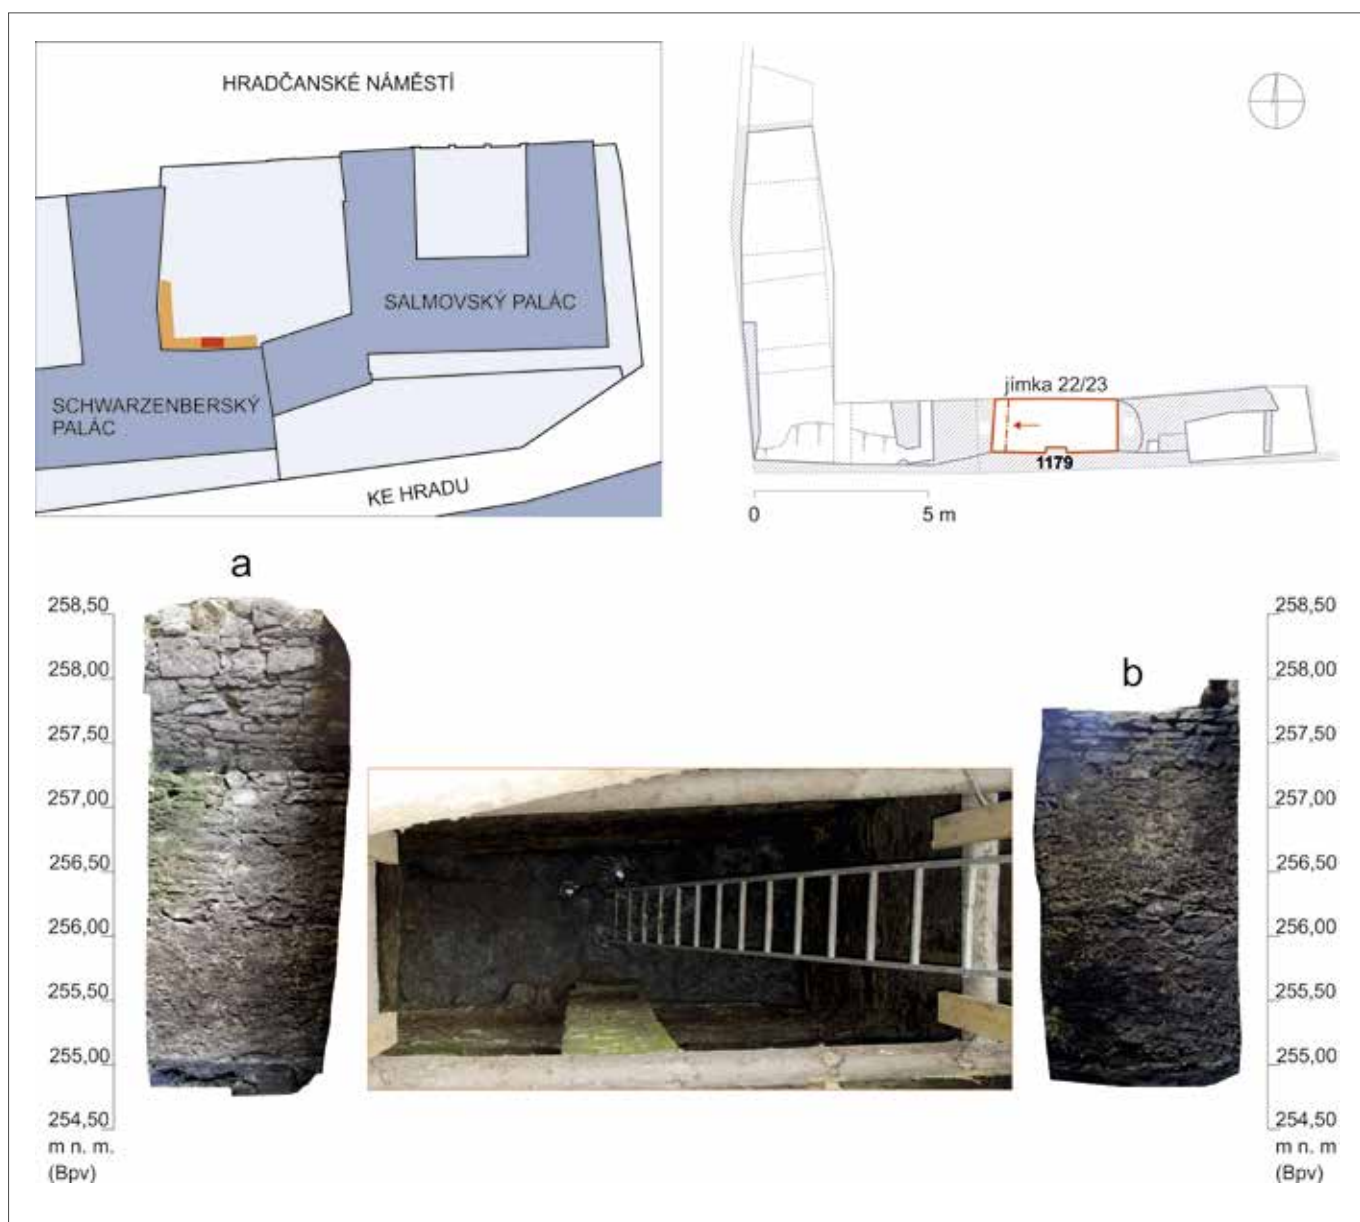 HRADČANSKÉ NÁMĚSTÍ
SALMOVSKÝ PALÁC
SCHWARZENBERSKÝ
PALÁC
KE HRADU
jímka 22/23
1179
0 5 m
a
258,50
258,00
257,50
257,00
256,50
256,00
255,50
255,00
254,50
m n. m.
(Bpv)
b
258,50
258,00
257,50
257,00
256,50
256,00
255,50
255,00
254,50
m n. m
(Bpv)